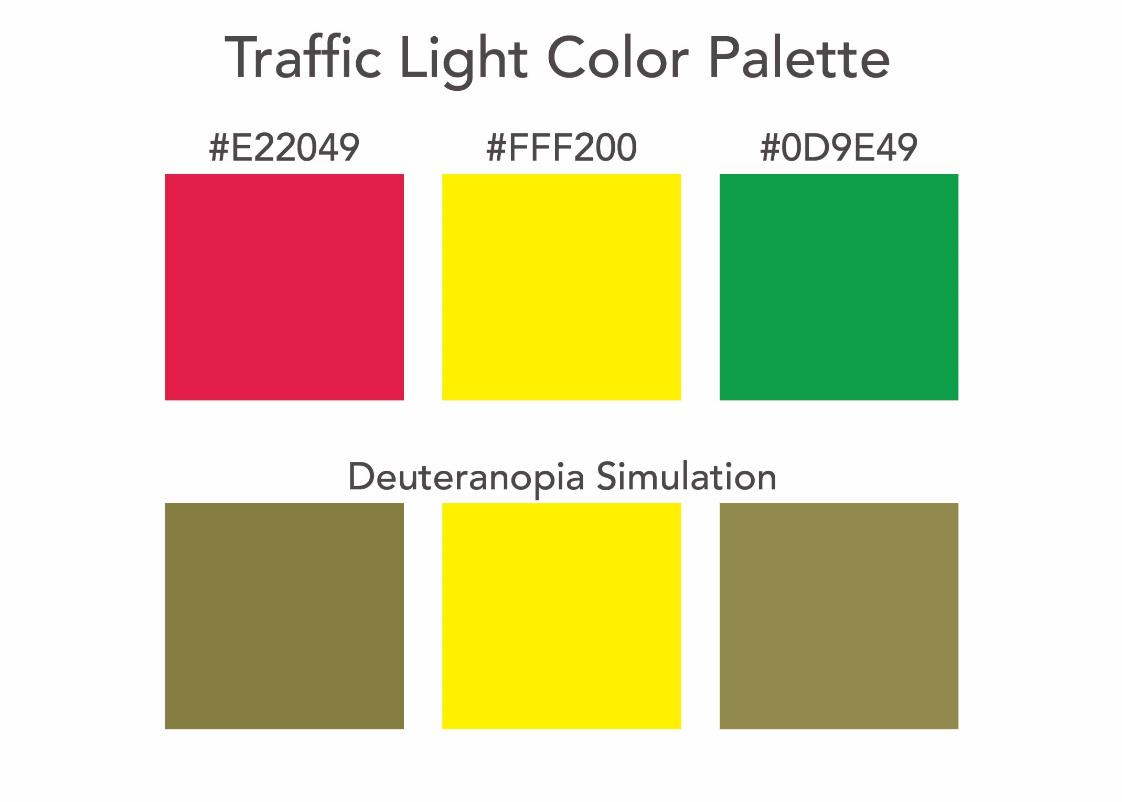 Traffic Light Color Palette
#E22049 #FFF200 #0D9E49
Deuteranopia Simulation